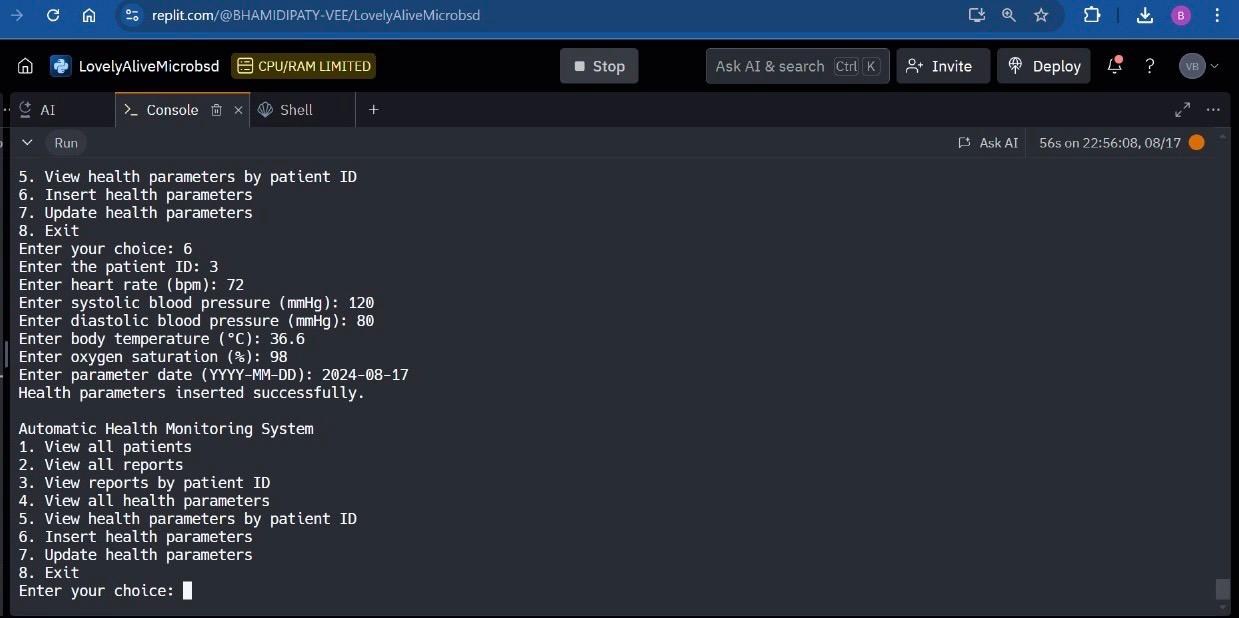 replit.com/@BHAMIDIPATY-VEE/LovelyAliveMicrobsd
B
LovelyAliveMicrobsd CPU/RAM LIMITED Stop Ask AI & search Ctrl K Invite Deploy ? VB
AI Console Shell
Run Ask AI 56s on 22:56:08, 08/17
5. View health parameters by patient ID
6. Insert health parameters
7. Update health parameters
8. Exit
Enter your choice: 6
Enter the patient ID: 3
Enter heart rate (bpm): 72
Enter systolic blood pressure (mmHg): 120
Enter diastolic blood pressure (mmHg): 80
Enter body temperature (°C): 36.6
Enter oxygen saturation (%): 98
Enter parameter date (YYYY-MM-DD): 2024-08-17
Health parameters inserted successfully.
Automatic Health Monitoring System
1. View all patients
2. View all reports
3. View reports by patient ID
4. View all health parameters
5. View health parameters by patient ID
6. Insert health parameters
7. Update health parameters
8. Exit
Enter your choice: